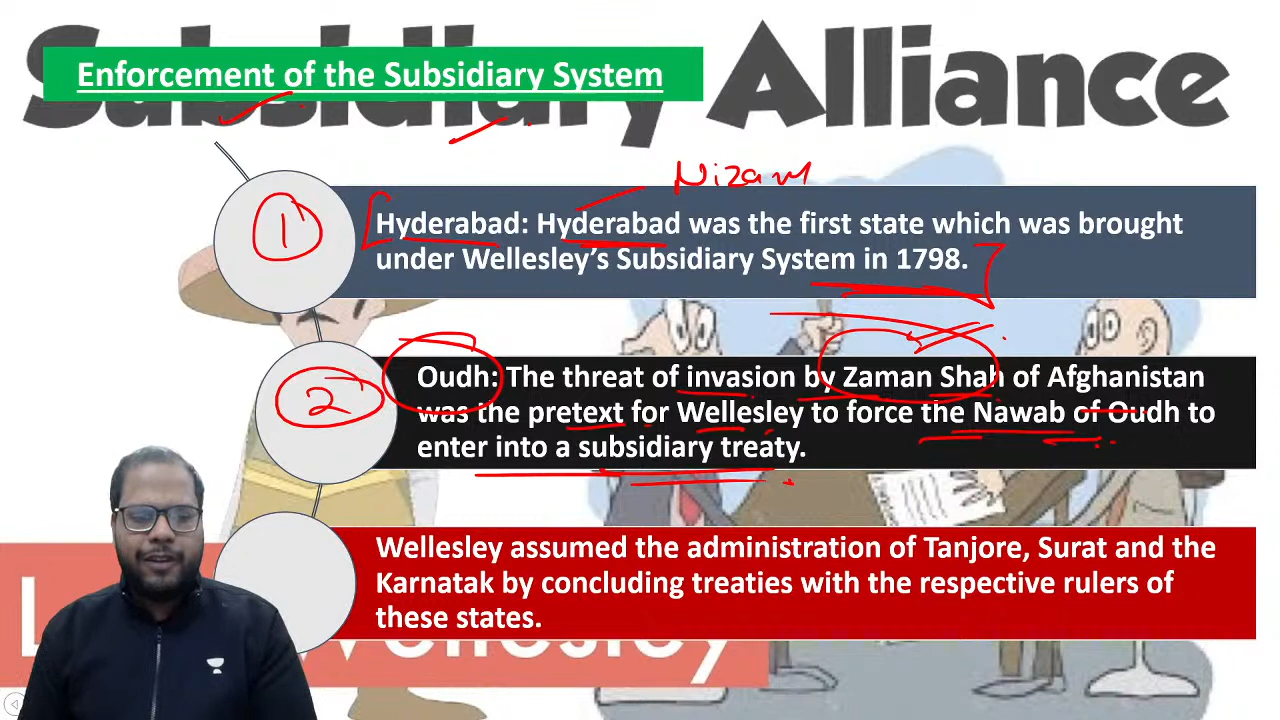 Subsidiary Alliance
Enforcement of the Subsidiary System
Nizam
1
Hyderabad: Hyderabad was the first state which was brought
under Wellesley's Subsidiary System in 1798.
2
Oudh: The threat of invasion by Zaman Shah of Afghanistan
was the pretext for Wellesley to force the Nawab of Oudh to
enter into a subsidiary treaty.
Wellesley assumed the administration of Tanjore, Surat and the
Karnatak by concluding treaties with the respective rulers of
these states.